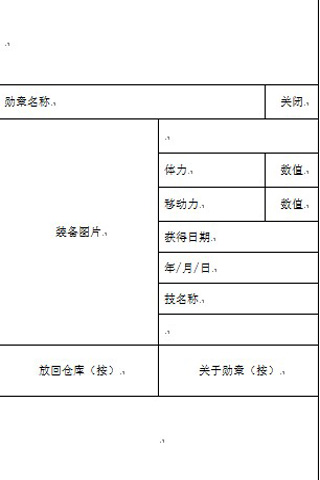 勋章名称
关闭
体力
数值
移动力
数值
装备图片
获得日期
年/月/日
技名称
放回仓库（按）
关于勋章（按）